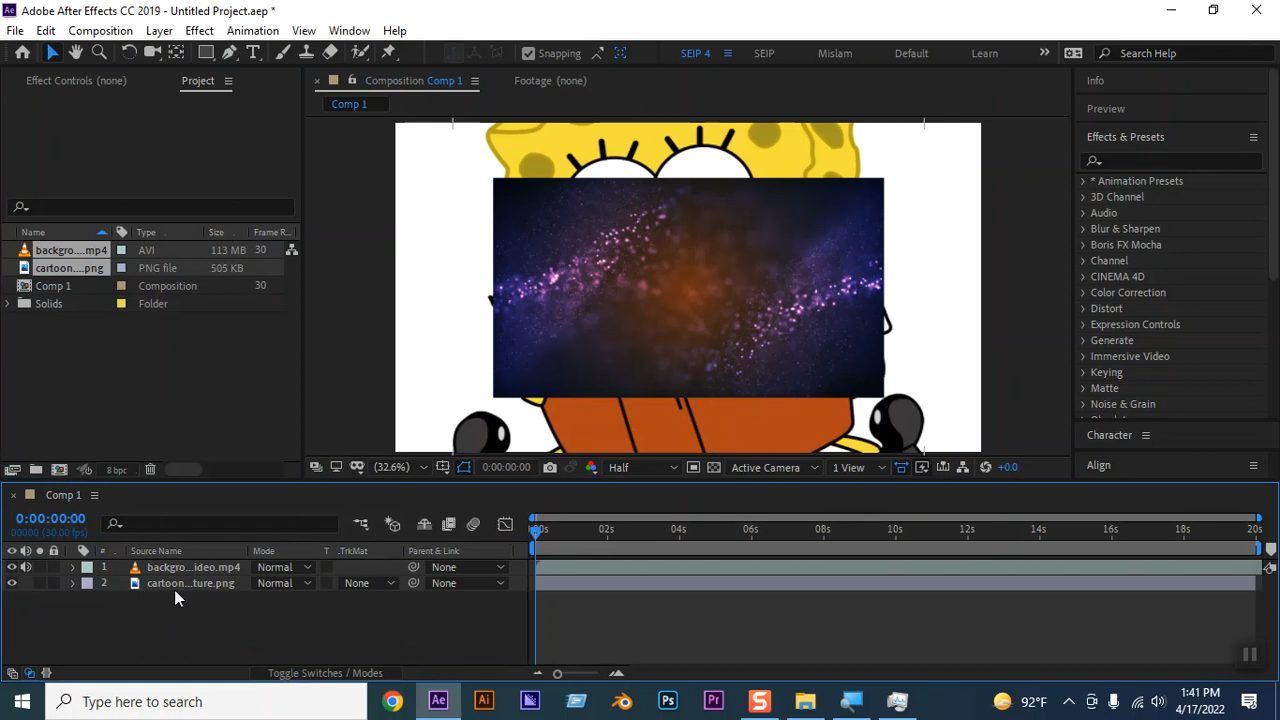 Ae Adobe After Effects CC 2019 - Untitled Project.aep *
File Edit Composition Layer Effect Animation View Window Help
Snapping SEIP 4 SEIP Mislam Default Learn Search Help
Effect Controls (none) Project
Composition Comp 1 Footage (none)
Comp 1
Name Type Size Frame R...
backgro....mp4 AVI 113 MB 30
cartoon....png PNG file 505 KB
Comp 1 Composition 30
Solids Folder
8 bpc
(32.6%) 0:00:00:00 Half Active Camera 1 View +0.0
Info
Preview
Effects & Presets
* Animation Presets
3D Channel
Audio
Blur & Sharpen
Boris FX Mocha
Channel
CINEMA 4D
Color Correction
Distort
Expression Controls
Generate
Immersive Video
Keying
Matte
Noise & Grain
Character
Align
Comp 1
0:00:00:00
00000 (30.00 fps)
02s 04s 06s 08s 10s 12s 14s 16s 18s 20s
# Source Name Mode T .TrkMat Parent & Link
1 backgro...ideo.mp4 Normal None
2 cartoon...ture.png Normal None None
Toggle Switches / Modes
Type here to search Ae Ai Ps Pr S 92°F 1:41 PM
4/17/2022